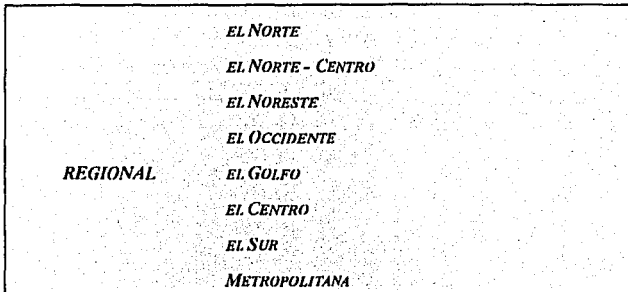 EL NORTE
EL NORTE - CENTRO
EL NORESTE
EL OCCIDENTE
REGIONAL EL GOLFO
EL CENTRO
EL SUR
METROPOLITANA